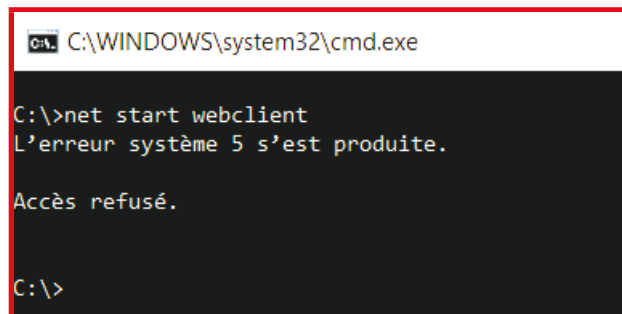 C:\WINDOWS\system32\cmd.exe
C:\>net start webclient
L’erreur système 5 s’est produite.
Accès refusé.
C:\>